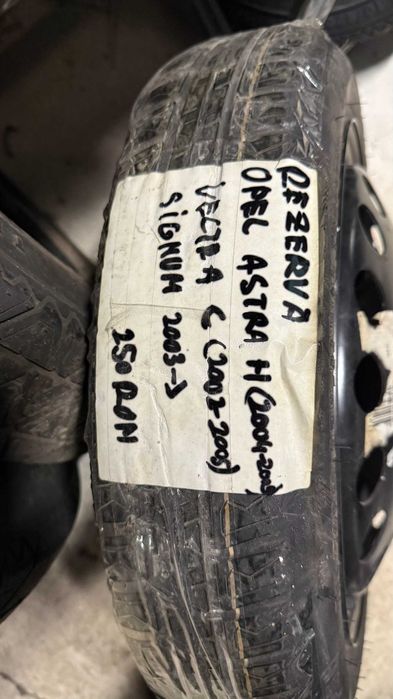 REZERVĂ
OPEL ASTRA H (2004-2009)
VECTRA C (2002-2008)
SIGNUM 2003->
250 RON